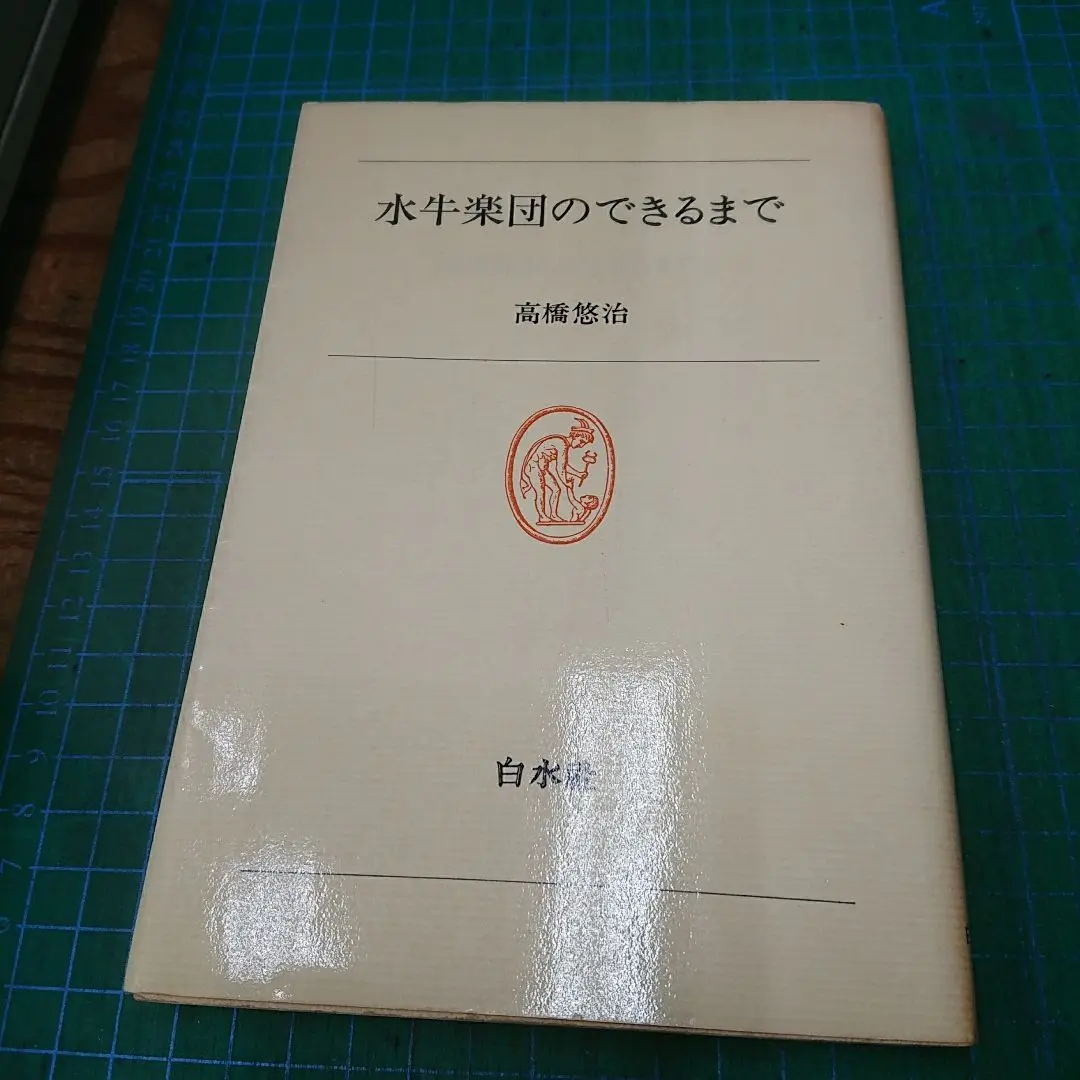 水牛楽団のできるまで
高橋悠治
白水社